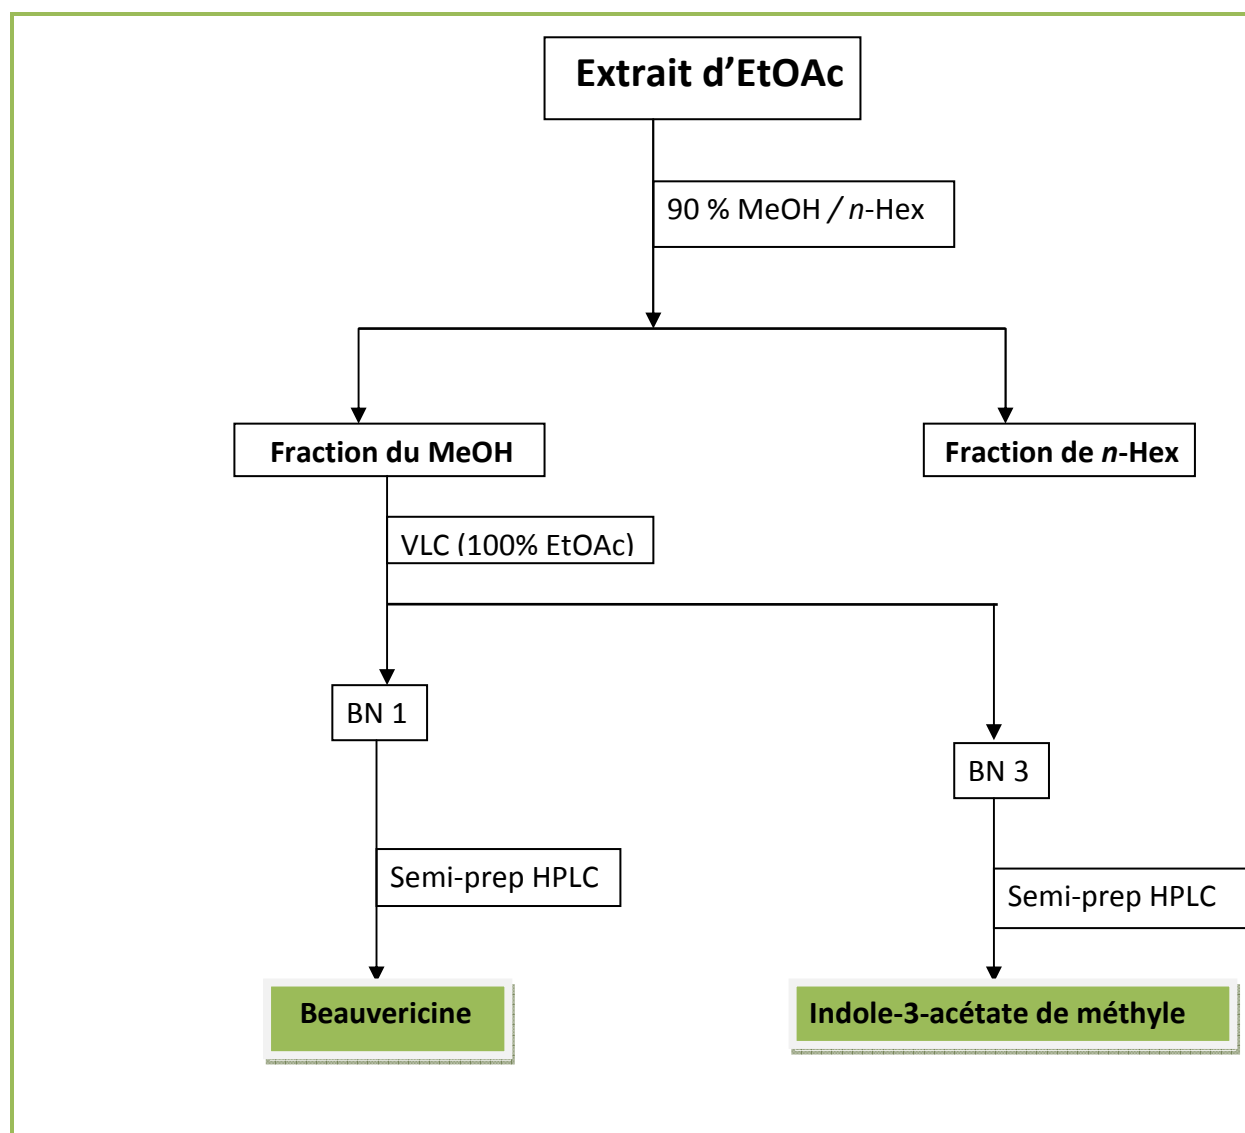 Extrait d’EtOAc
90 % MeOH / n-Hex
Fraction du MeOH
Fraction de n-Hex
VLC (100% EtOAc)
BN 1
BN 3
Semi-prep HPLC
Semi-prep HPLC
Beauvericine
Indole-3-acétate de méthyle